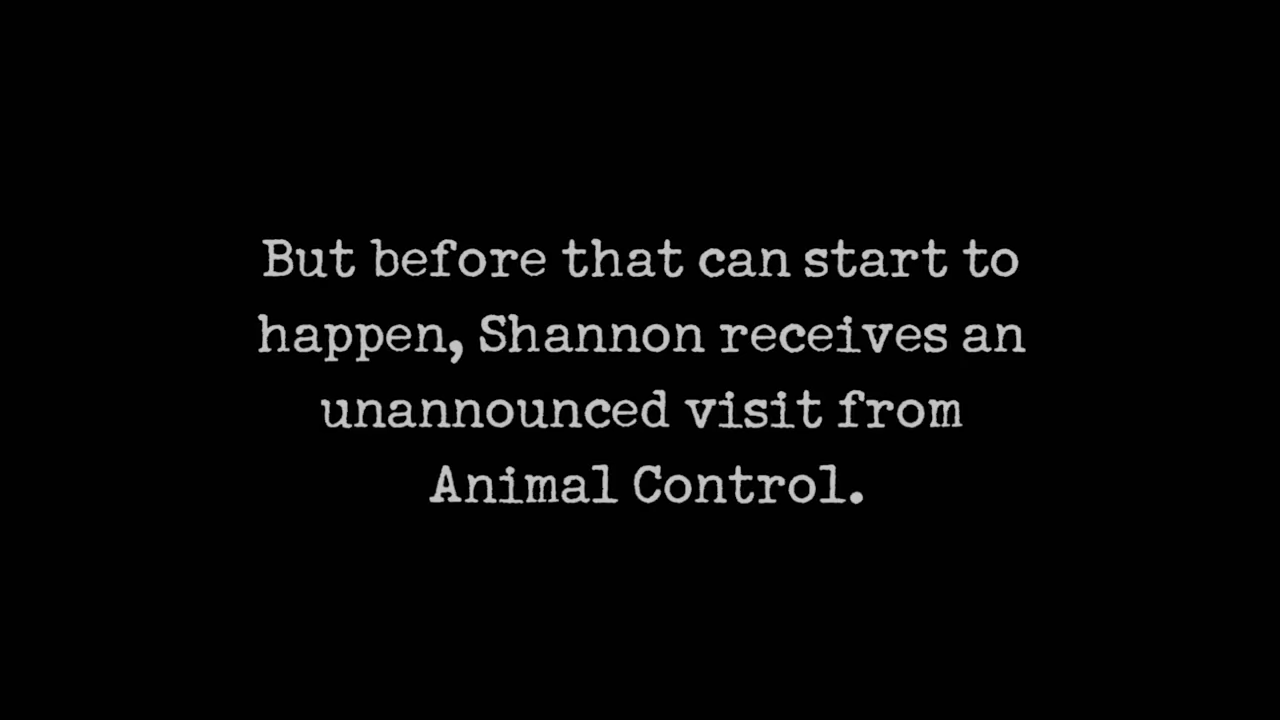 But before that can start to
happen, Shannon receives an
unannounced visit from
Animal Control.